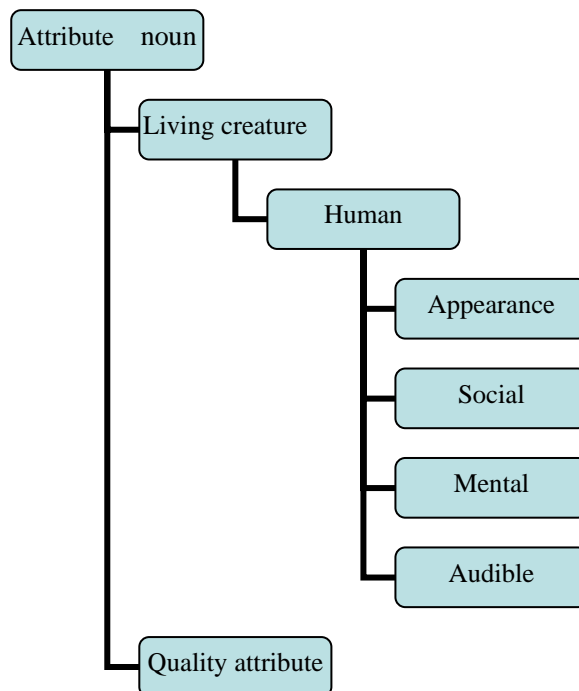 Attribute noun
Living creature
Human
Appearance
Social
Mental
Audible
Quality attribute